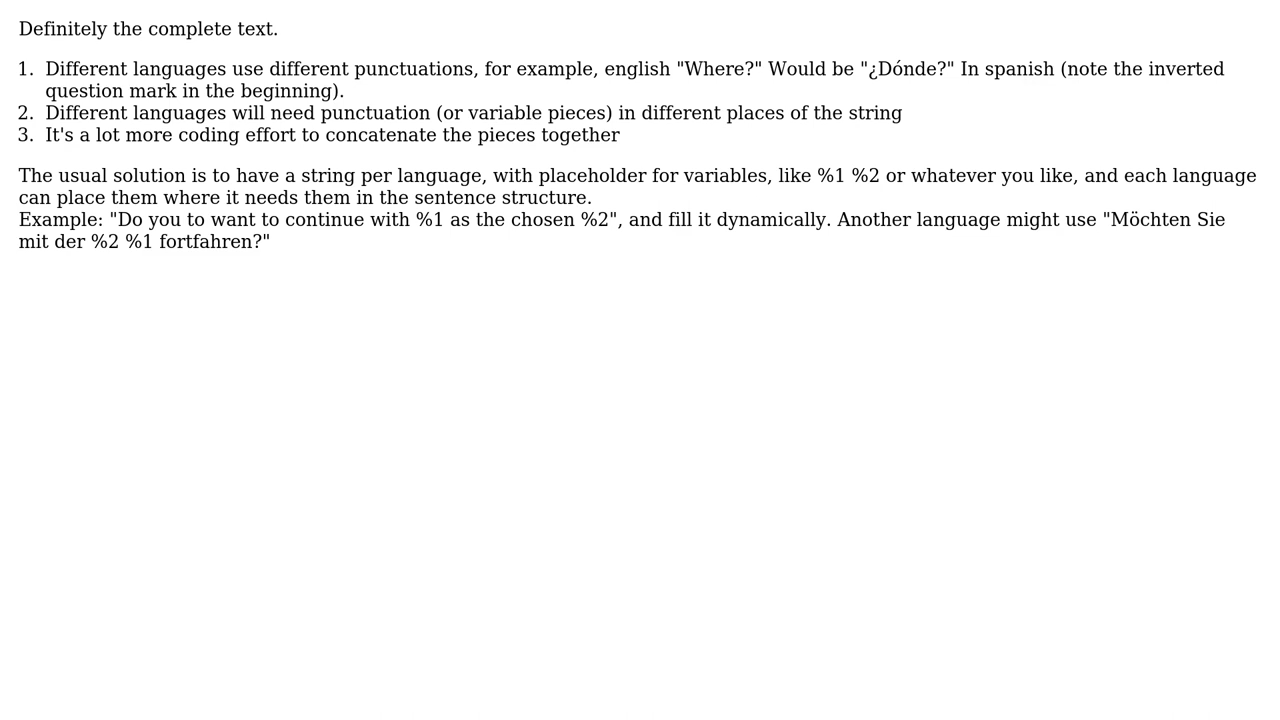 Definitely the complete text.
1. Different languages use different punctuations, for example, english "Where?" Would be "¿Dónde?" In spanish (note the inverted
question mark in the beginning).
2. Different languages will need punctuation (or variable pieces) in different places of the string
3. It's a lot more coding effort to concatenate the pieces together
The usual solution is to have a string per language, with placeholder for variables, like %1 %2 or whatever you like, and each language
can place them where it needs them in the sentence structure.
Example: "Do you to want to continue with %1 as the chosen %2", and fill it dynamically. Another language might use "Möchten Sie
mit der %2 %1 fortfahren?"